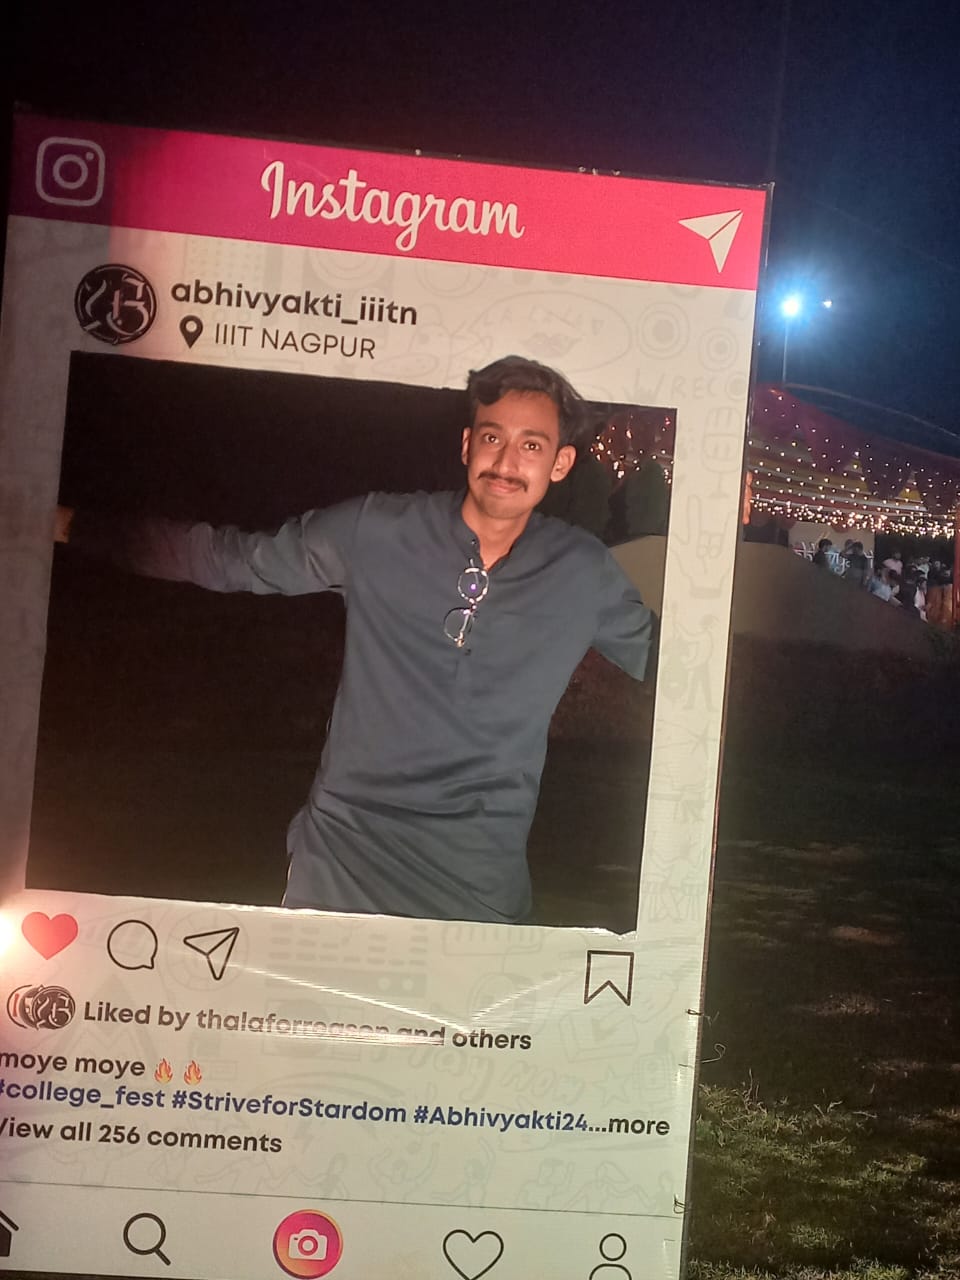 Instagram
abhivyakti_iiitn
IIIT NAGPUR
Liked by thalaforreason and others
moye moye 🔥🔥
#college_fest #StriveforStardom #Abhivyakti24...more
View all 256 comments